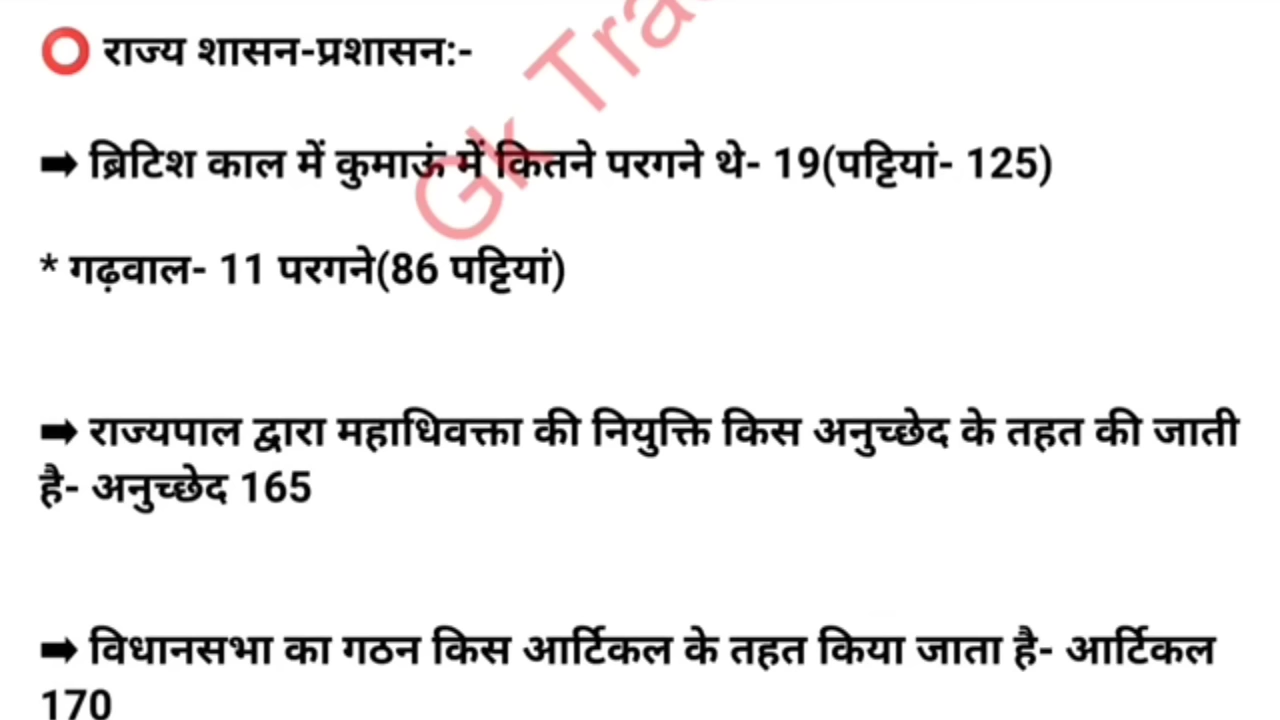 ⭕ राज्य शासन-प्रशासन:-
➡ ब्रिटिश काल में कुमाऊं में कितने परगने थे- 19(पट्टियां- 125)
* गढ़वाल- 11 परगने(86 पट्टियां)
➡ राज्यपाल द्वारा महाधिवक्ता की नियुक्ति किस अनुच्छेद के तहत की जाती
है- अनुच्छेद 165
➡ विधानसभा का गठन किस आर्टिकल के तहत किया जाता है- आर्टिकल
170
Gk